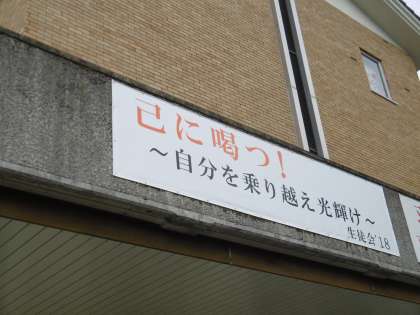 己に喝つ！
～自分を乗り越え光輝け～
生徒会'18